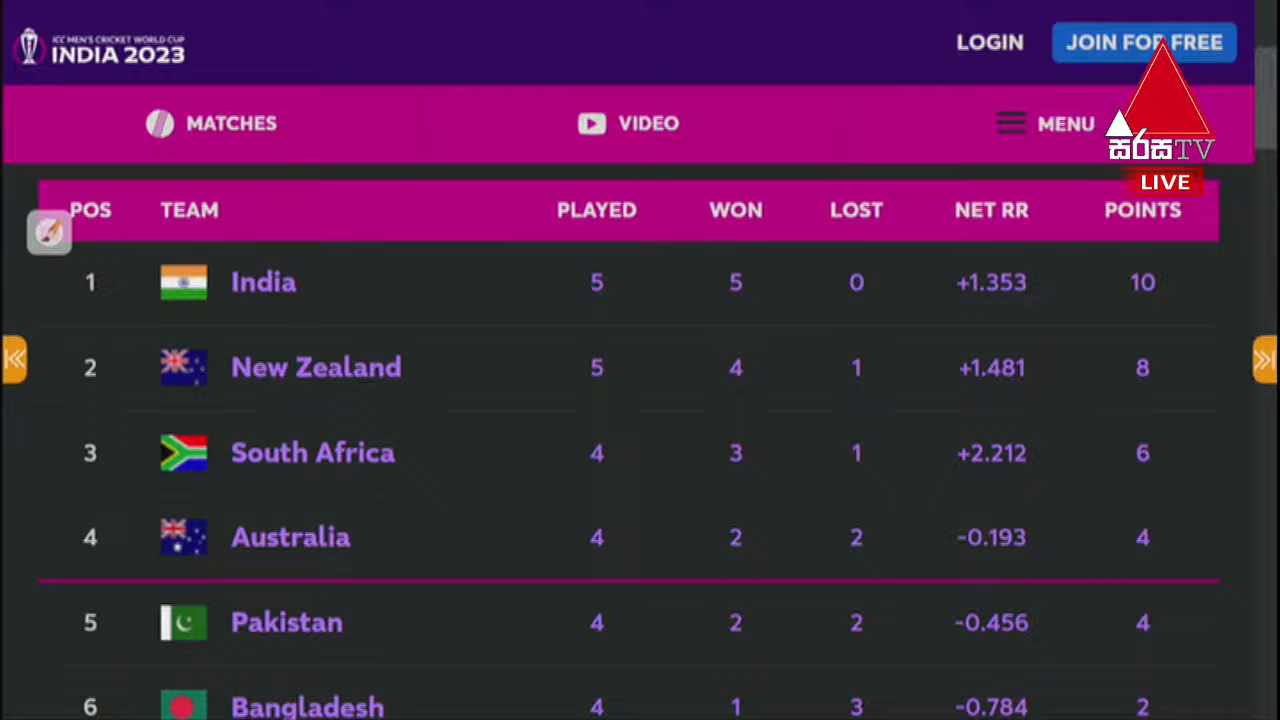 ICC MEN'S CRICKET WORLD CUP
INDIA 2023
LOGIN
JOIN FOR FREE
MATCHES
VIDEO
MENU
සිරස TV
LIVE
POS TEAM PLAYED WON LOST NET RR POINTS
1 India 5 5 0 +1.353 10
2 New Zealand 5 4 1 +1.481 8
3 South Africa 4 3 1 +2.212 6
4 Australia 4 2 2 -0.193 4
5 Pakistan 4 2 2 -0.456 4
6 Bangladesh 4 1 3 -0.784 2